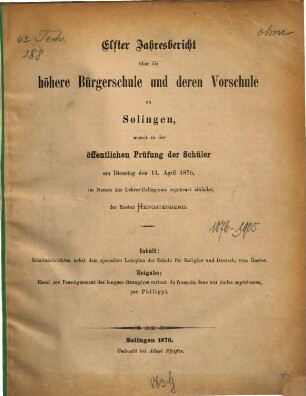 ohne
188
Elfter Jahresbericht
über die
höhere Bürgerschule und deren Vorschule
zu
Solingen,
womit zu der
öffentlichen Prüfung der Schüler
am Dienstag den 11. April 1876,
im Namen des Lehrer-Collegiums ergebenst einladet,
der Rector HENGSTENBERG.
1876-1905
Inhalt:
Schulnachrichten nebst dem speciellen Lehrplan der Schule für Religion und Deutsch, vom Rector.
Beigabe:
Essai sur l'enseignement des langues étrangères surtout du français, dans nos écoles supérieures,
par Philippi.
Solingen 1876.
Gedruckt bei Albert Pfeiffer.